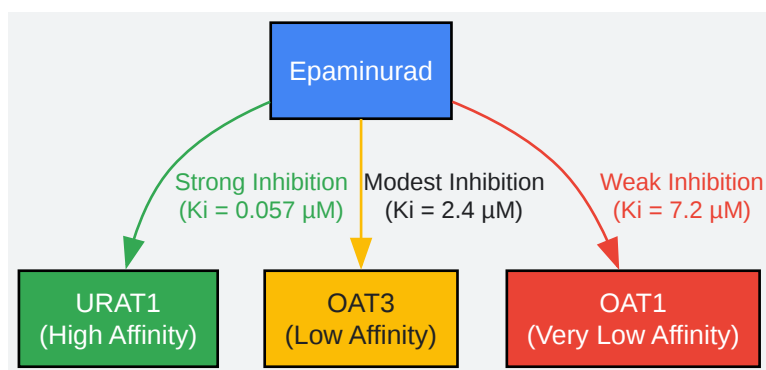 Epaminurad
Strong Inhibition
(Ki = 0.057 µM)
Modest Inhibition
(Ki = 2.4 µM)
Weak Inhibition
(Ki = 7.2 µM)
URAT1
(High Affinity)
OAT3
(Low Affinity)
OAT1
(Very Low Affinity)